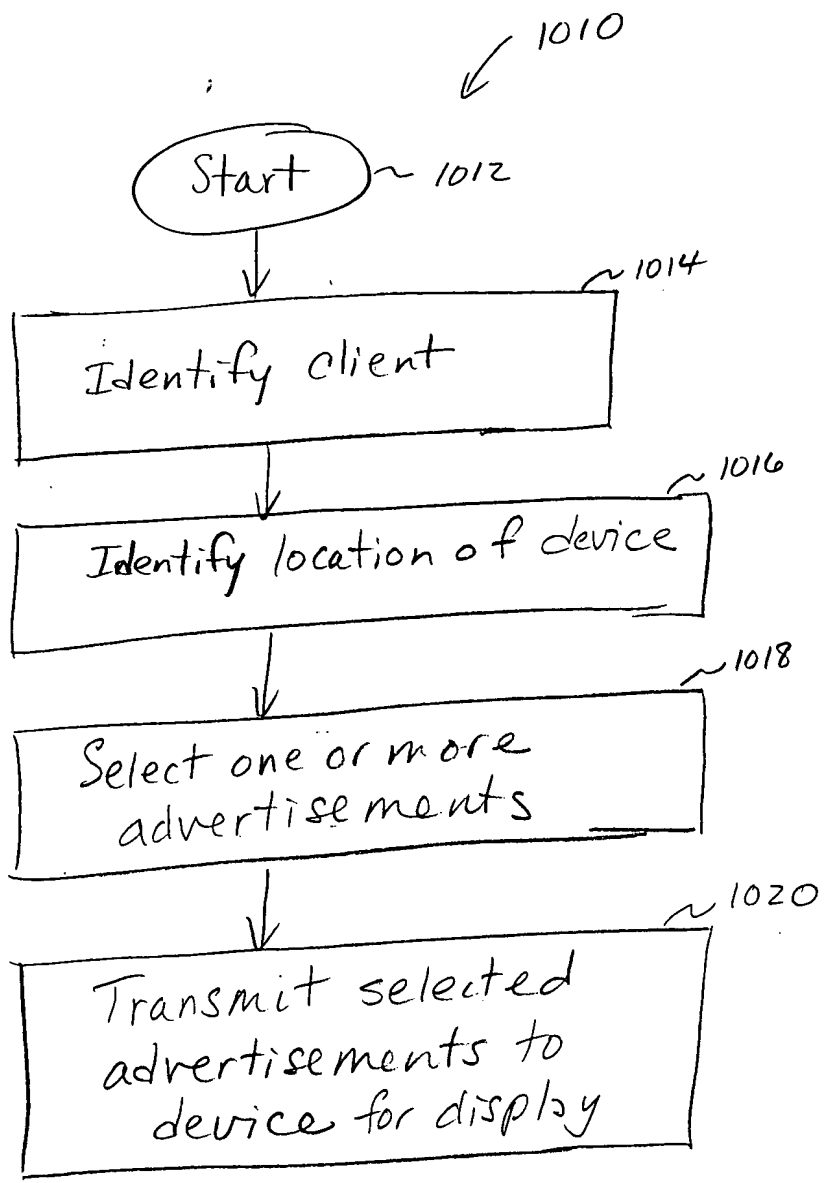 1010
Start
1012
1014
Identify client
1016
Identify location of device
1018
Select one or more
advertisements
1020
Transmit selected
advertisements to
device for display